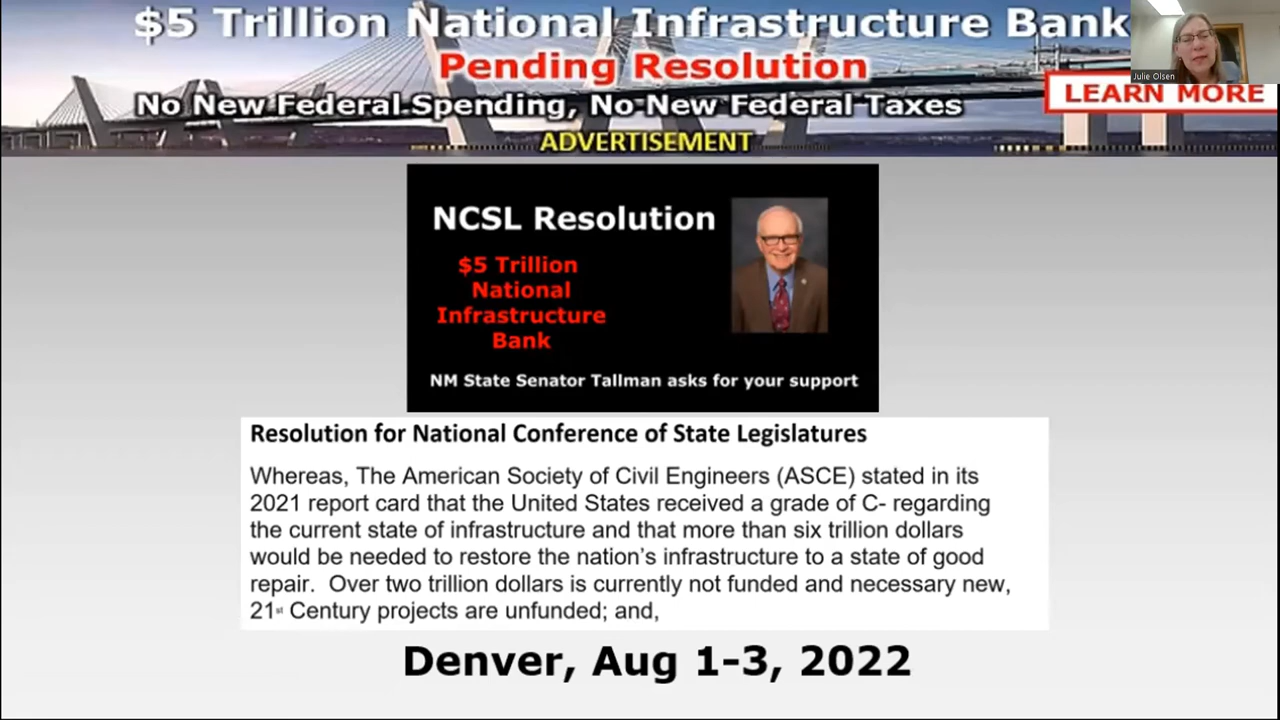 $5 Trillion National Infrastructure Bank
Pending Resolution
No New Federal Spending, No New Federal Taxes
ADVERTISEMENT
LEARN MORE
Julie Olsen
NCSL Resolution
$5 Trillion
National
Infrastructure
Bank
NM State Senator Tallman asks for your support
Resolution for National Conference of State Legislatures
Whereas, The American Society of Civil Engineers (ASCE) stated in its
2021 report card that the United States received a grade of C- regarding
the current state of infrastructure and that more than six trillion dollars
would be needed to restore the nation's infrastructure to a state of good
repair.  Over two trillion dollars is currently not funded and necessary new,
21st Century projects are unfunded; and,
Denver, Aug 1-3, 2022